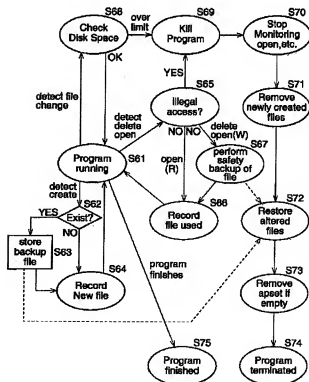 S68
Check
Disk Space
over
limit
S69
Kill
Program
S70
Stop
Monitoring
open,etc.
OK
detect file
change
YES
S65
Illegal
access?
S71
Remove
newly created
files
detect
delete
open
NO NO
delete
open(W)
S67
perform
safety
backup of
file
Program
running
S61
open
(R)
detect
create
S62
Exist?
YES
S66
Record
file used
S72
Restore
altered
files
store
backup
file
S63
NO
S64
Record
New file
program
finishes
S73
Remove
apset if
empty
S75
Program
finished
S74
Program
terminated